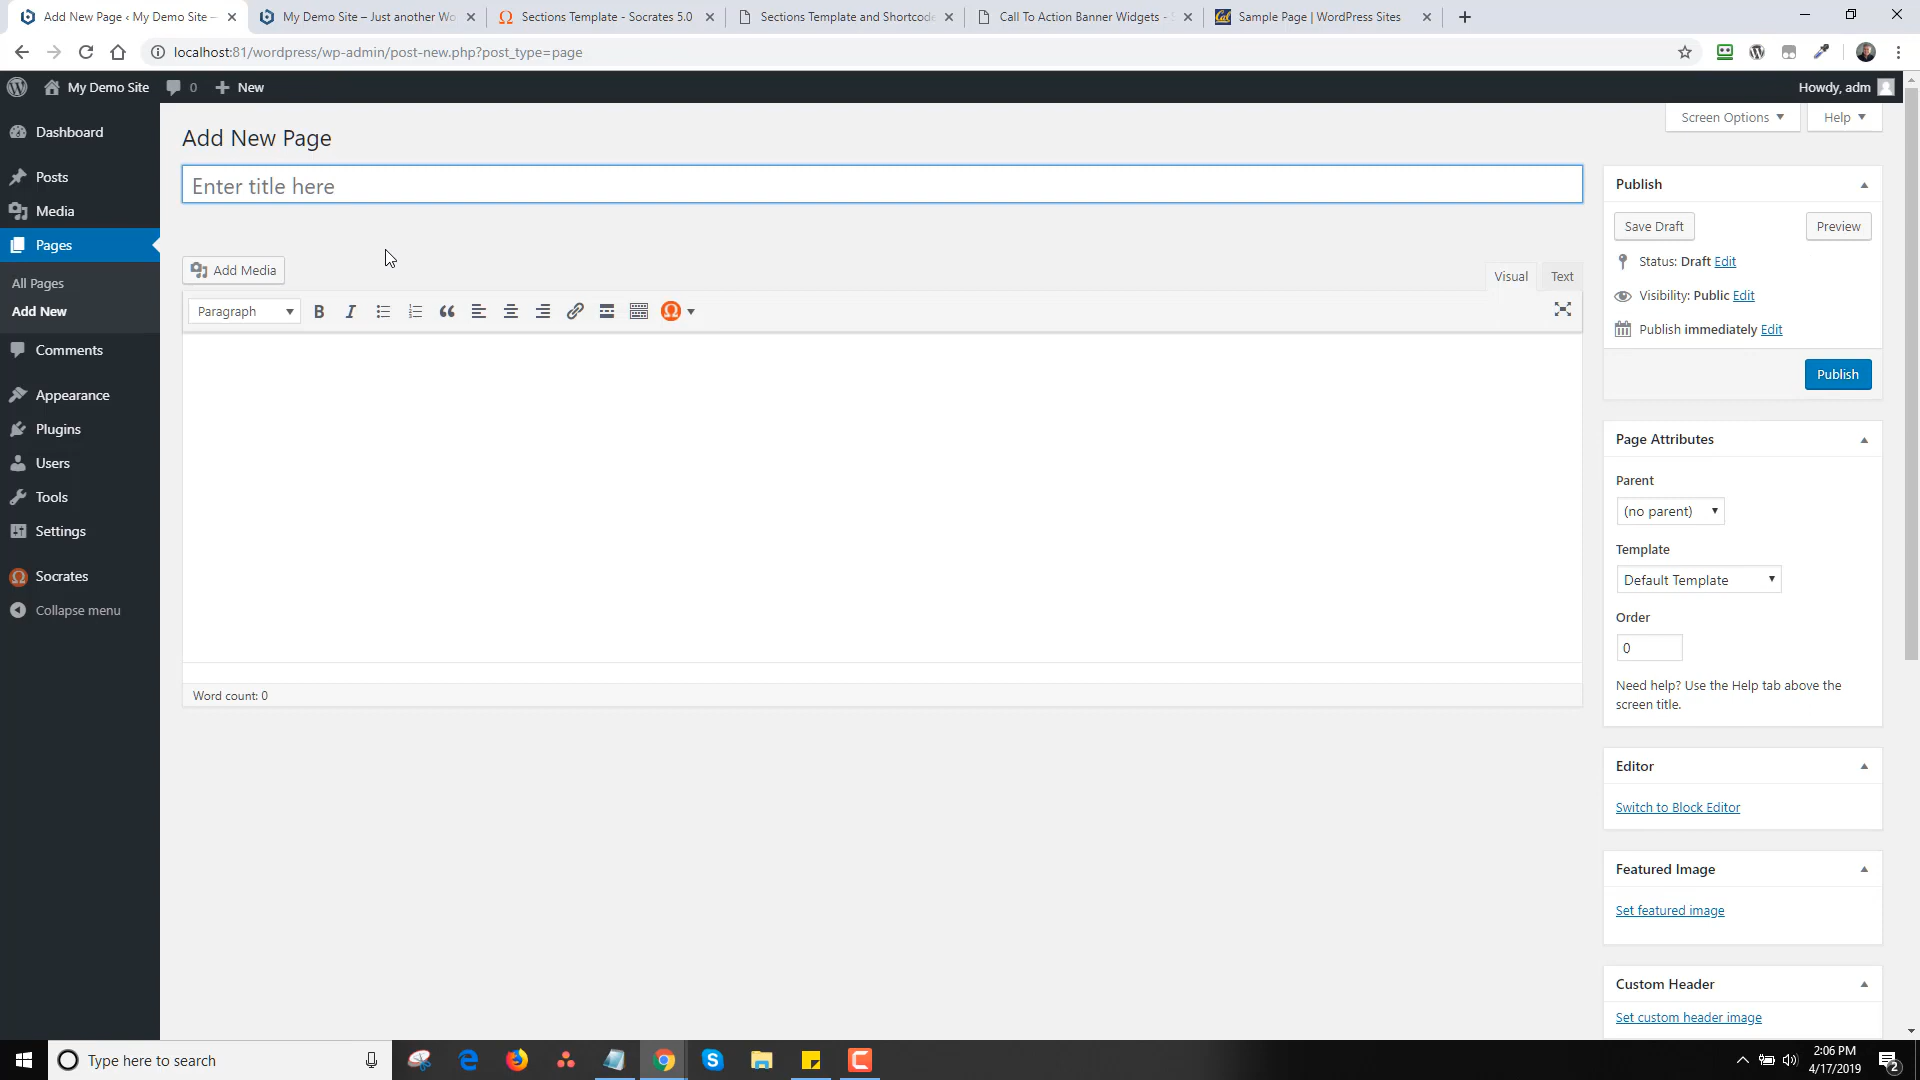 Add New Page ‹ My Demo Site —
My Demo Site – Just another Wo
Sections Template - Socrates 5.0
Sections Template and Shortcode
Call To Action Banner Widgets - S
Sample Page | WordPress Sites
localhost:81/wordpress/wp-admin/post-new.php?post_type=page
My Demo Site
0
New
Howdy, adm
Dashboard
Posts
Media
Pages
All Pages
Add New
Comments
Appearance
Plugins
Users
Tools
Settings
Socrates
Collapse menu
Screen Options
Help
Add New Page
Enter title here
Add Media
Visual
Text
Paragraph
B
I
Word count: 0
Publish
Save Draft
Preview
Status: Draft Edit
Visibility: Public Edit
Publish immediately Edit
Publish
Page Attributes
Parent
(no parent)
Template
Default Template
Order
0
Need help? Use the Help tab above the
screen title.
Editor
Switch to Block Editor
Featured Image
Set featured image
Custom Header
Set custom header image
Type here to search
2:06 PM
4/17/2019
2